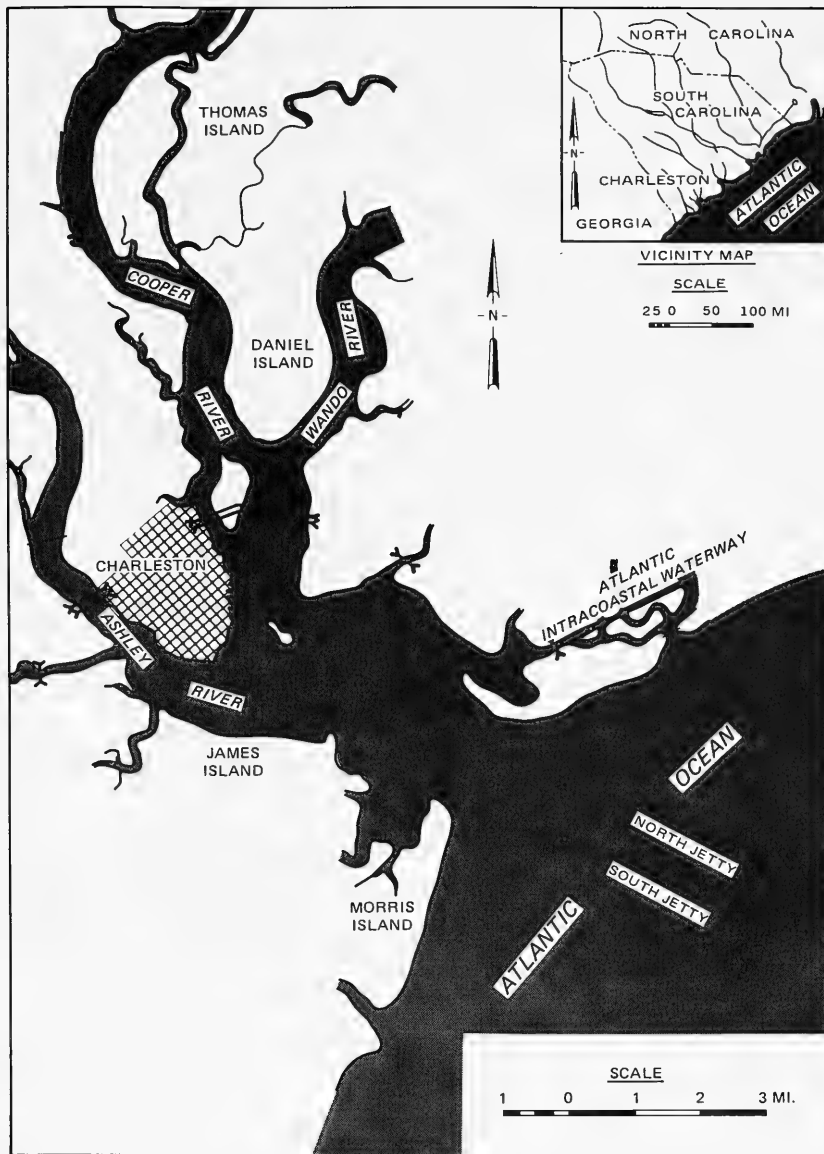 THOMAS
ISLAND
COOPER
RIVER
DANIEL
ISLAND
RIVER
WANDO
-N-
CHARLESTON
ASHLEY
RIVER
JAMES
ISLAND
MORRIS
ISLAND
ATLANTIC
INTRACOASTAL WATERWAY
OCEAN
NORTH JETTY
SOUTH JETTY
ATLANTIC
NORTH CAROLINA
SOUTH
CAROLINA
-N-
CHARLESTON
GEORGIA
ATLANTIC
OCEAN
VICINITY MAP
SCALE
25 0 50 100 MI
SCALE
1 0 1 2 3 MI.